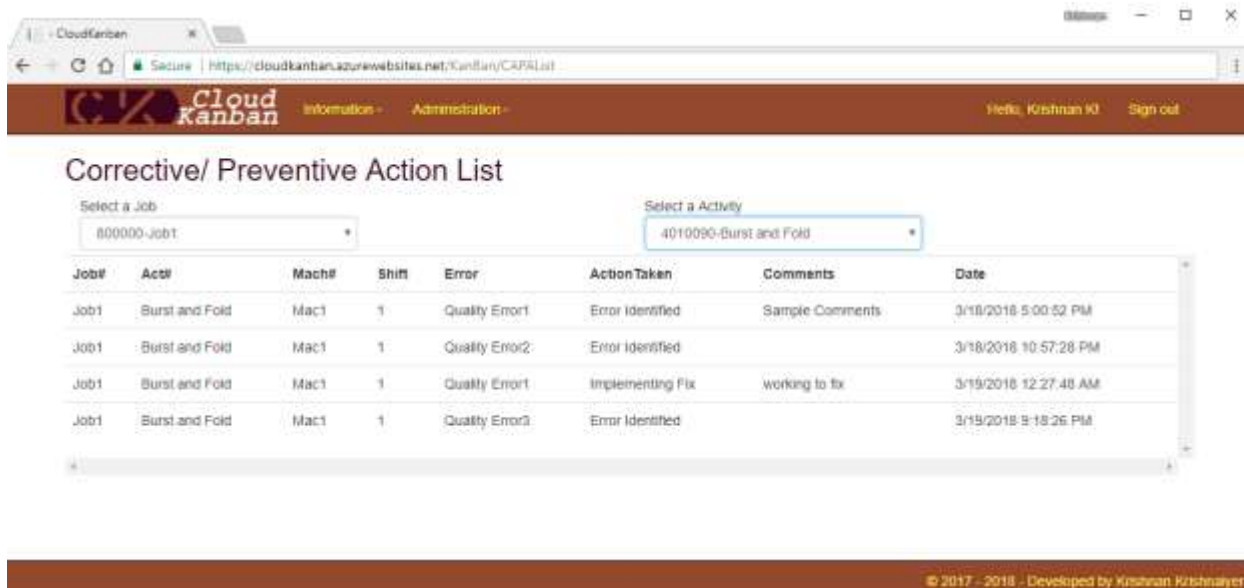 - CloudKanban
Secure | https://cloudkanban.azurewebsites.net/KanBan/CAPAList
CK Cloud Kanban Information Administration Hello, Krishnan K! Sign out
Corrective/ Preventive Action List
Select a Job Select a Activity
800000-Job1 4010090-Burst and Fold
Job# Act# Mach# Shift Error ActionTaken Comments Date
Job1 Burst and Fold Mac1 1 Quality Error1 Error Identified Sample Comments 3/18/2018 5:00:52 PM
Job1 Burst and Fold Mac1 1 Quality Error2 Error Identified 3/18/2018 10:57:28 PM
Job1 Burst and Fold Mac1 1 Quality Error1 Implementing Fix working to fix 3/19/2018 12:27:48 AM
Job1 Burst and Fold Mac1 1 Quality Error3 Error Identified 3/19/2018 9:18:26 PM
© 2017 - 2018 - Developed by Krishnan Krishnaiyer